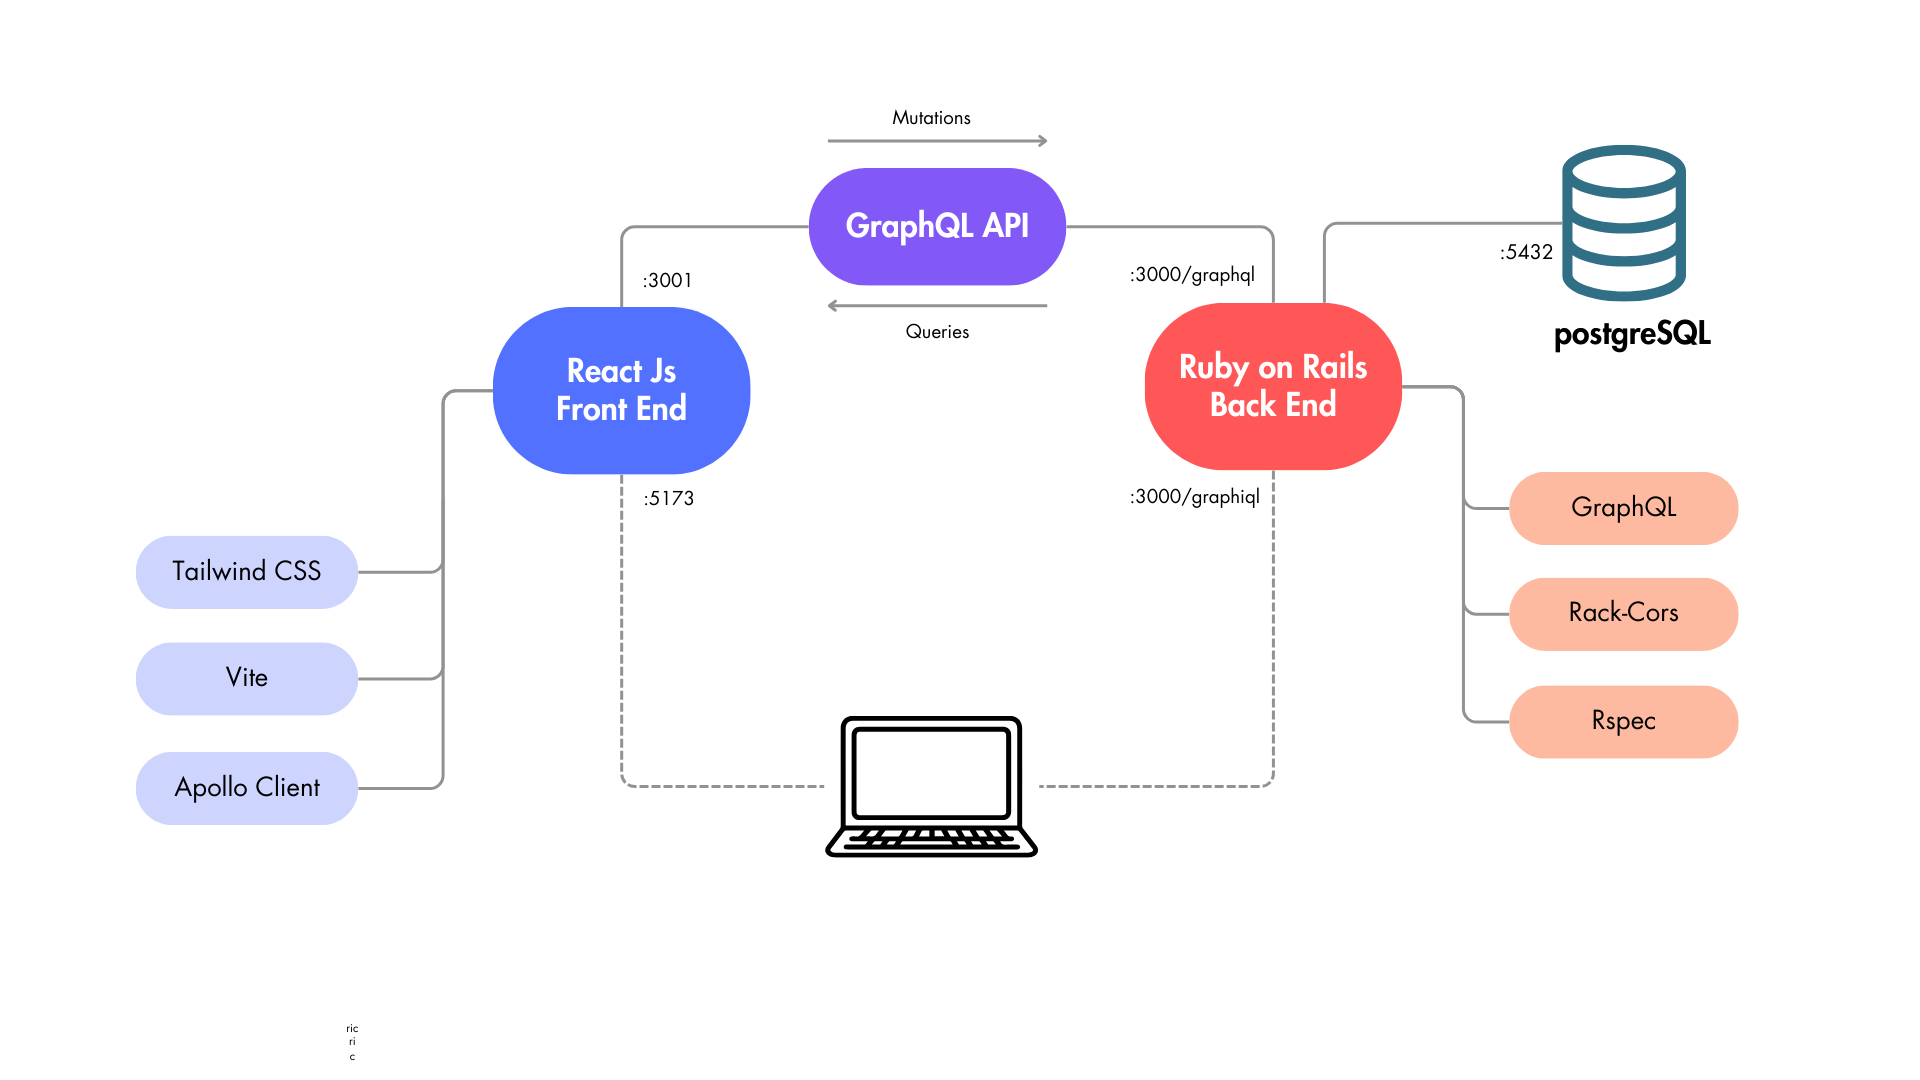 Mutations
GraphQL API
Queries
:3001
:3000/graphql
:5432
postgreSQL
React Js
Front End
Ruby on Rails
Back End
:5173
:3000/graphiql
Tailwind CSS
Vite
Apollo Client
GraphQL
Rack-Cors
Rspec
ric
ri
c